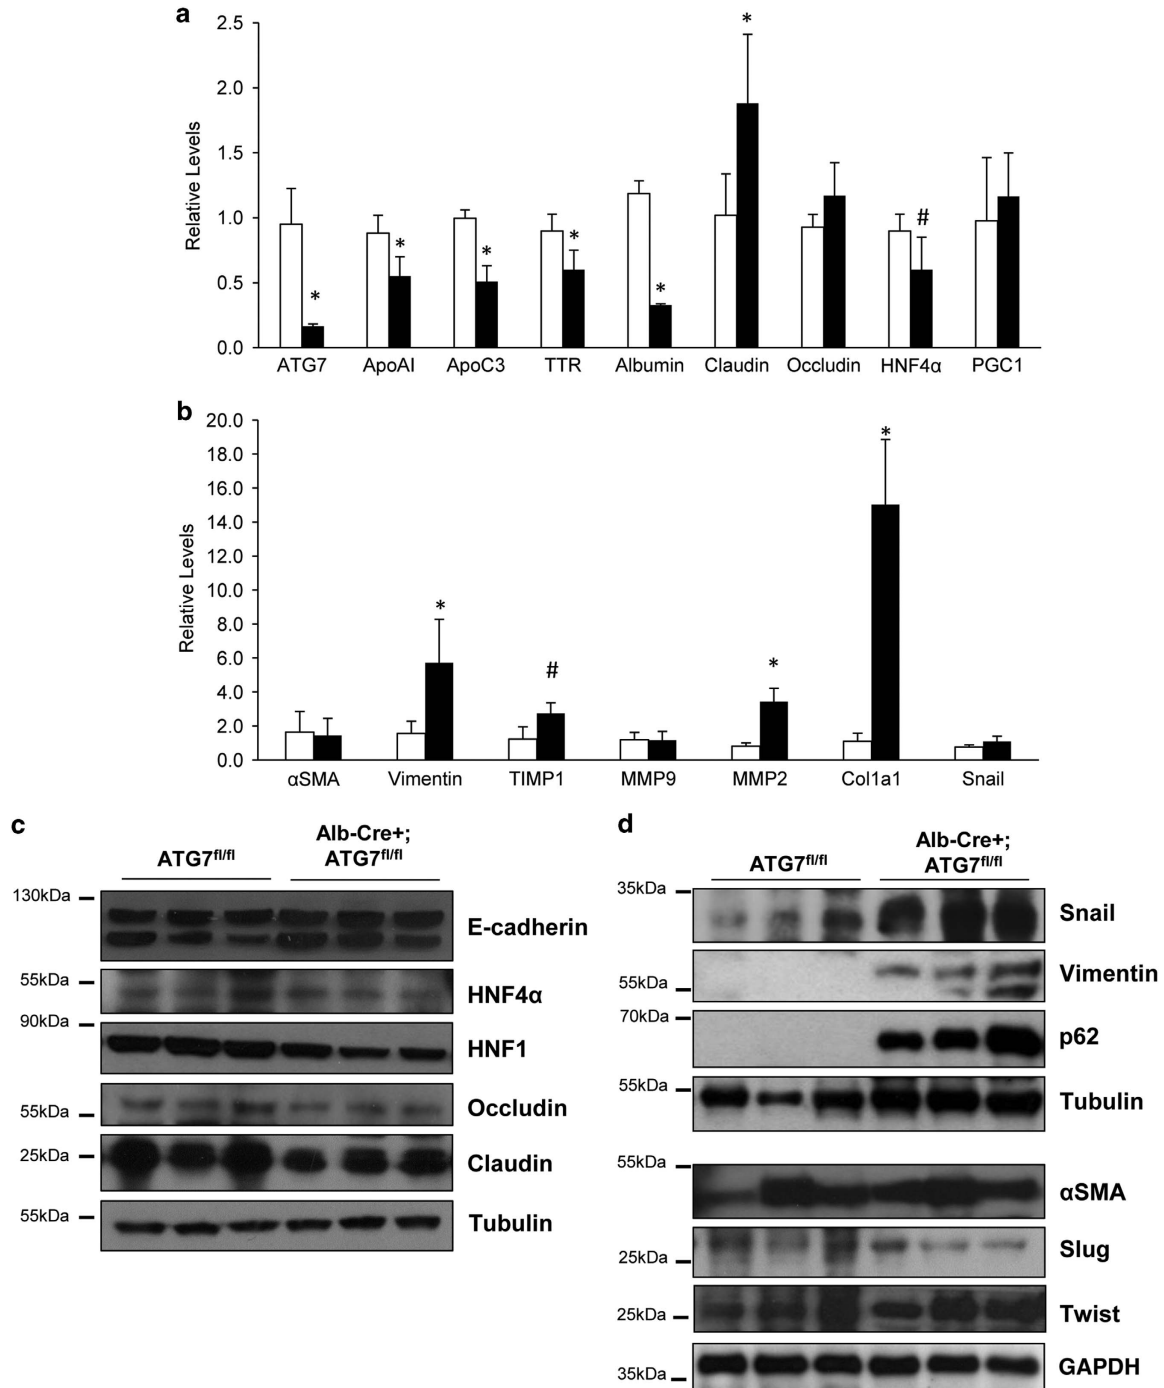 a
2.5
2.0
1.5
1.0
0.5
0.0
Relative Levels
* * * * * * #
ATG7 ApoAI ApoC3 TTR Albumin Claudin Occludin HNF4α PGC1
b
20.0
18.0
16.0
14.0
12.0
10.0
8.0
6.0
4.0
2.0
0.0
Relative Levels
* # * *
αSMA Vimentin TIMP1 MMP9 MMP2 Col1a1 Snail
c
ATG7fl/fl
Alb-Cre+;
ATG7fl/fl
130kDa
E-cadherin
55kDa
HNF4α
90kDa
HNF1
55kDa
Occludin
25kDa
Claudin
55kDa
Tubulin
d
ATG7fl/fl
Alb-Cre+;
ATG7fl/fl
35kDa
Snail
55kDa
Vimentin
70kDa
p62
55kDa
Tubulin
55kDa
αSMA
25kDa
Slug
25kDa
Twist
35kDa
GAPDH